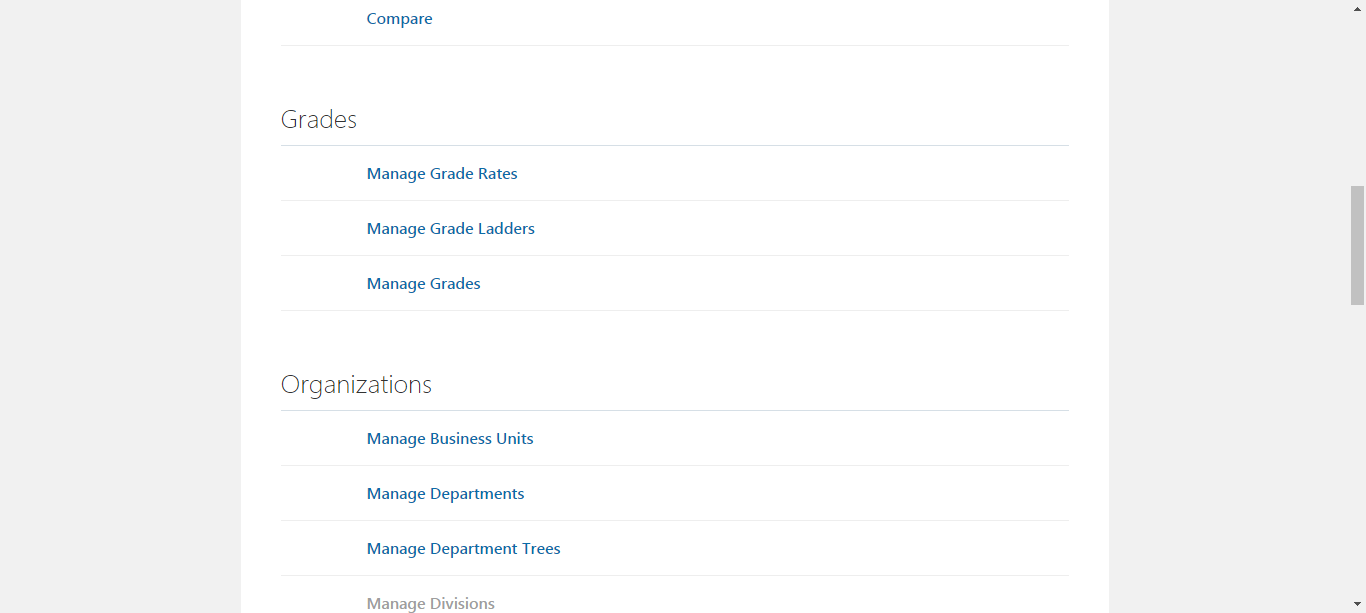 Compare
Grades
Manage Grade Rates
Manage Grade Ladders
Manage Grades
Organizations
Manage Business Units
Manage Departments
Manage Department Trees
Manage Divisions